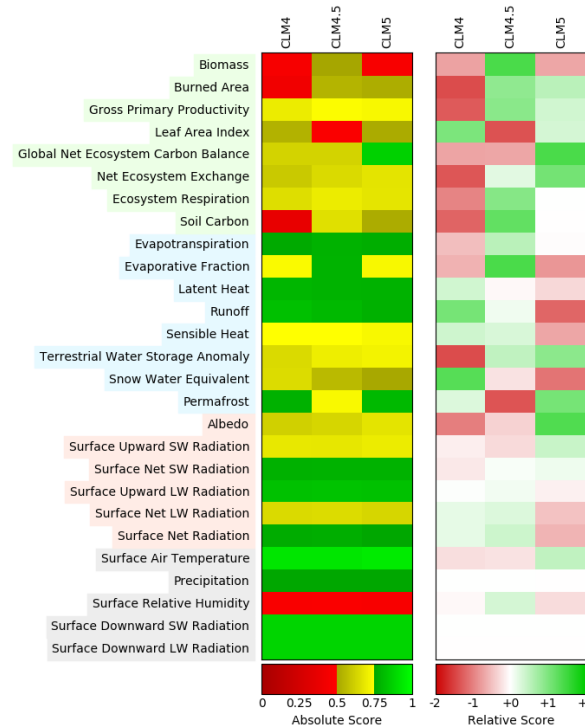 CLM4 CLM4.5 CLM5 CLM4 CLM4.5 CLM5
Biomass
Burned Area
Gross Primary Productivity
Leaf Area Index
Global Net Ecosystem Carbon Balance
Net Ecosystem Exchange
Ecosystem Respiration
Soil Carbon
Evapotranspiration
Evaporative Fraction
Latent Heat
Runoff
Sensible Heat
Terrestrial Water Storage Anomaly
Snow Water Equivalent
Permafrost
Albedo
Surface Upward SW Radiation
Surface Net SW Radiation
Surface Upward LW Radiation
Surface Net LW Radiation
Surface Net Radiation
Surface Air Temperature
Precipitation
Surface Relative Humidity
Surface Downward SW Radiation
Surface Downward LW Radiation
0 0.25 0.5 0.75 1 -2 -1 +0 +1
Absolute Score Relative Score